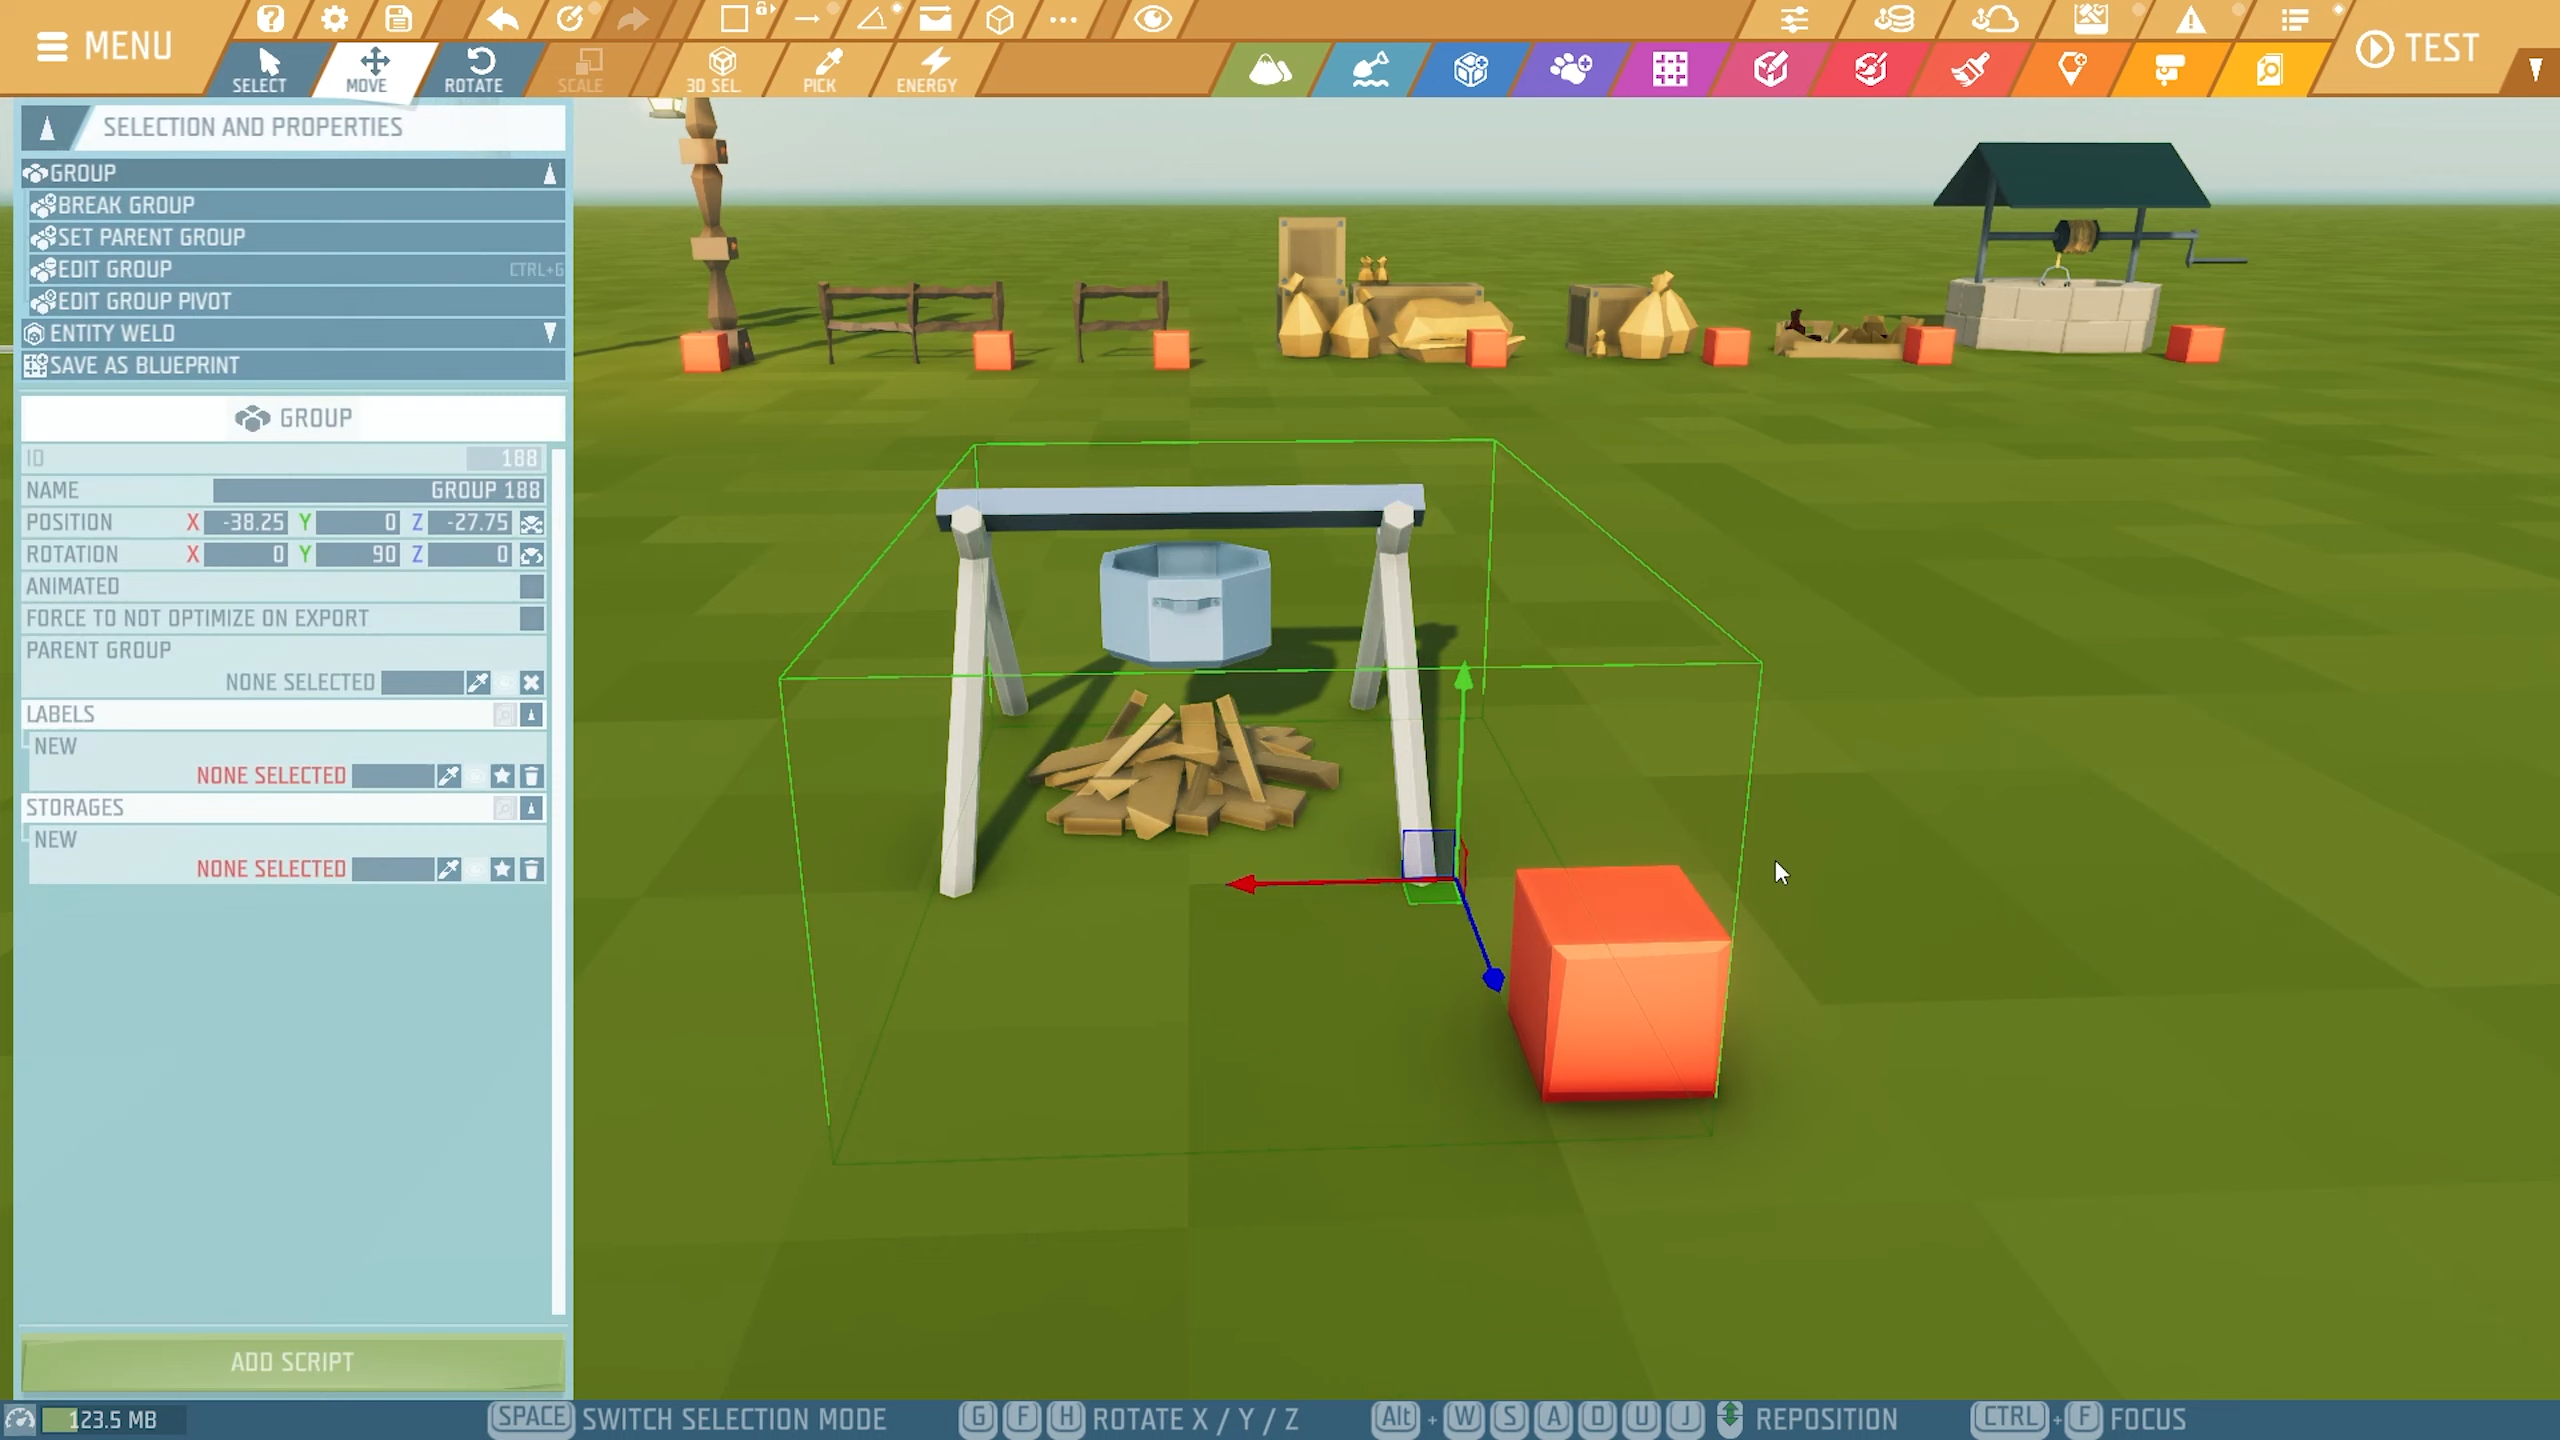 MENU
SELECT
MOVE
ROTATE
SCALE
3D SEL.
PICK
ENERGY
TEST
SELECTION AND PROPERTIES
GROUP
BREAK GROUP
SET PARENT GROUP
EDIT GROUP CTRL+G
EDIT GROUP PIVOT
ENTITY WELD
SAVE AS BLUEPRINT
GROUP
ID 188
NAME GROUP 188
POSITION X -38.25 Y 0 Z -27.75
ROTATION X 0 Y 90 Z 0
ANIMATED
FORCE TO NOT OPTIMIZE ON EXPORT
PARENT GROUP
NONE SELECTED
LABELS
NEW
NONE SELECTED
STORAGES
NEW
NONE SELECTED
ADD SCRIPT
123.5 MB
SPACE SWITCH SELECTION MODE
G F H ROTATE X / Y / Z
Alt + W S A D U J REPOSITION
CTRL + F FOCUS